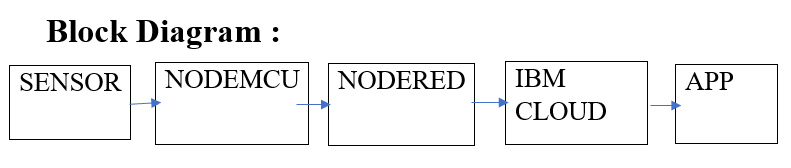 Block Diagram :
SENSOR
NODEMCU
NODERED
IBM
CLOUD
APP